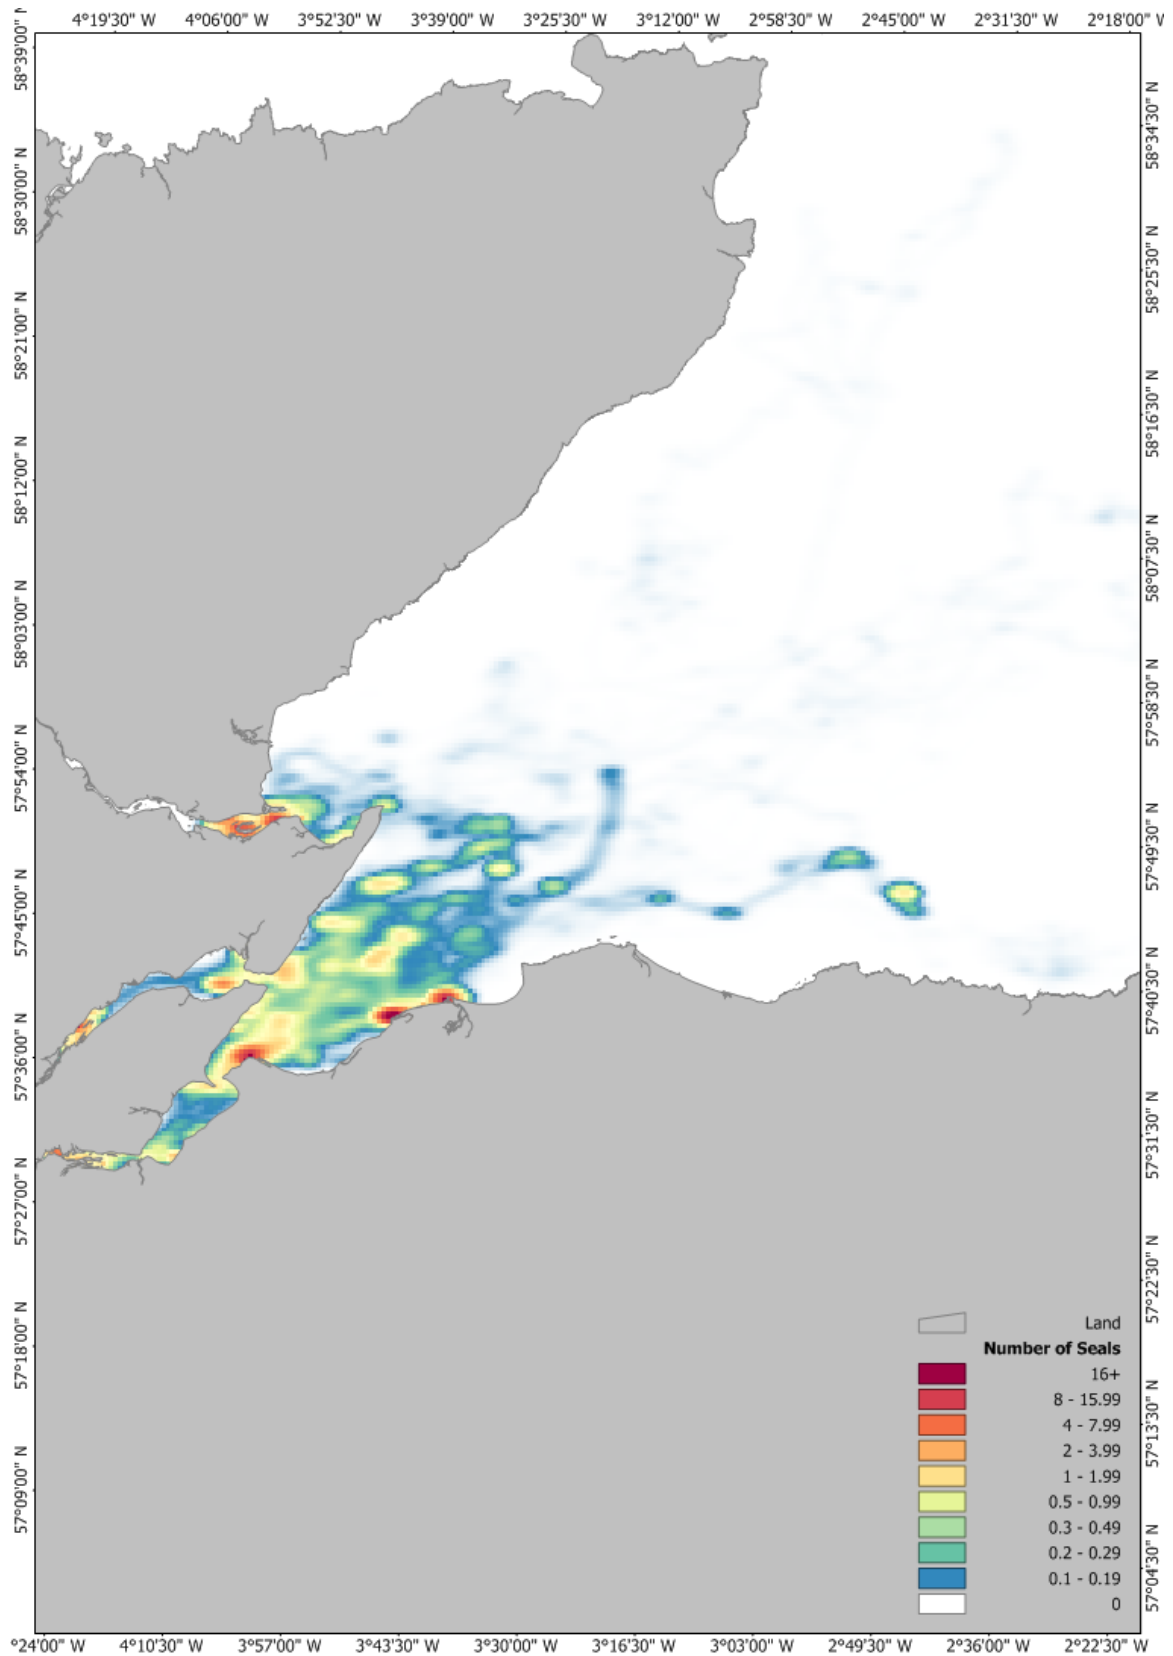 4°19'30" W 4°06'00" W 3°52'30" W 3°39'00" W 3°25'30" W 3°12'00" W 2°58'30" W 2°45'00" W 2°31'30" W 2°18'00" W
58°39'00" N
58°34'30" N
58°30'00" N
58°25'30" N
58°21'00" N
58°16'30" N
58°12'00" N
58°07'30" N
58°03'00" N
57°58'30" N
57°54'00" N
57°49'30" N
57°45'00" N
57°40'30" N
57°36'00" N
57°31'30" N
57°27'00" N
57°22'30" N
57°18'00" N
57°13'30" N
57°09'00" N
57°04'30" N
Land
Number of Seals
16+
8 - 15.99
4 - 7.99
2 - 3.99
1 - 1.99
0.5 - 0.99
0.3 - 0.49
0.2 - 0.29
0.1 - 0.19
0
°24'00" W 4°10'30" W 3°57'00" W 3°43'30" W 3°30'00" W 3°16'30" W 3°03'00" W 2°49'30" W 2°36'00" W 2°22'30" W